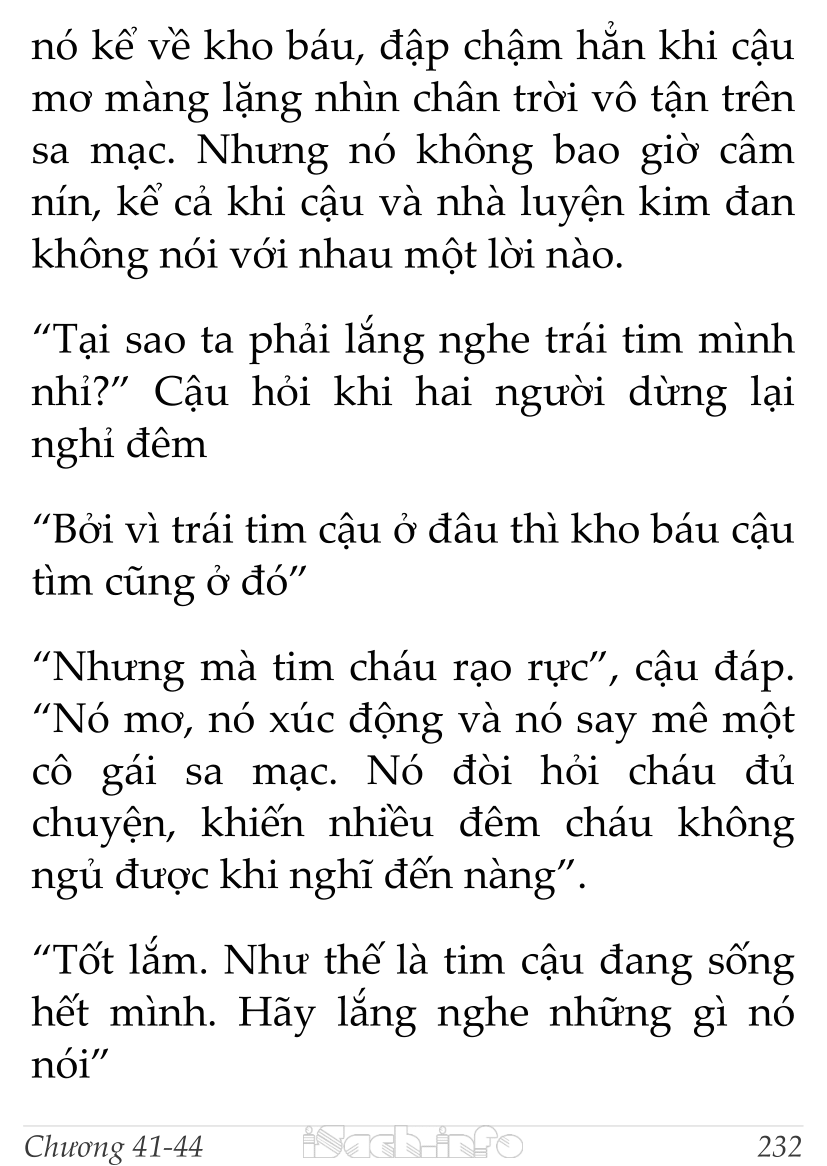 nó kể về kho báu, đập chậm hẳn khi cậu
mơ màng lặng nhìn chân trời vô tận trên
sa mạc. Nhưng nó không bao giờ câm
nín, kể cả khi cậu và nhà luyện kim đan
không nói với nhau một lời nào.
“Tại sao ta phải lắng nghe trái tim mình
nhỉ?” Cậu hỏi khi hai người dừng lại
nghỉ đêm
“Bởi vì trái tim cậu ở đâu thì kho báu cậu
tìm cũng ở đó”
“Nhưng mà tim cháu rạo rực”, cậu đáp.
“Nó mơ, nó xúc động và nó say mê một
cô gái sa mạc. Nó đòi hỏi cháu đủ
chuyện, khiến nhiều đêm cháu không
ngủ được khi nghĩ đến nàng”.
“Tốt lắm. Như thế là tim cậu đang sống
hết mình. Hãy lắng nghe những gì nó
nói”
Chương 41-44 iSach.info 232